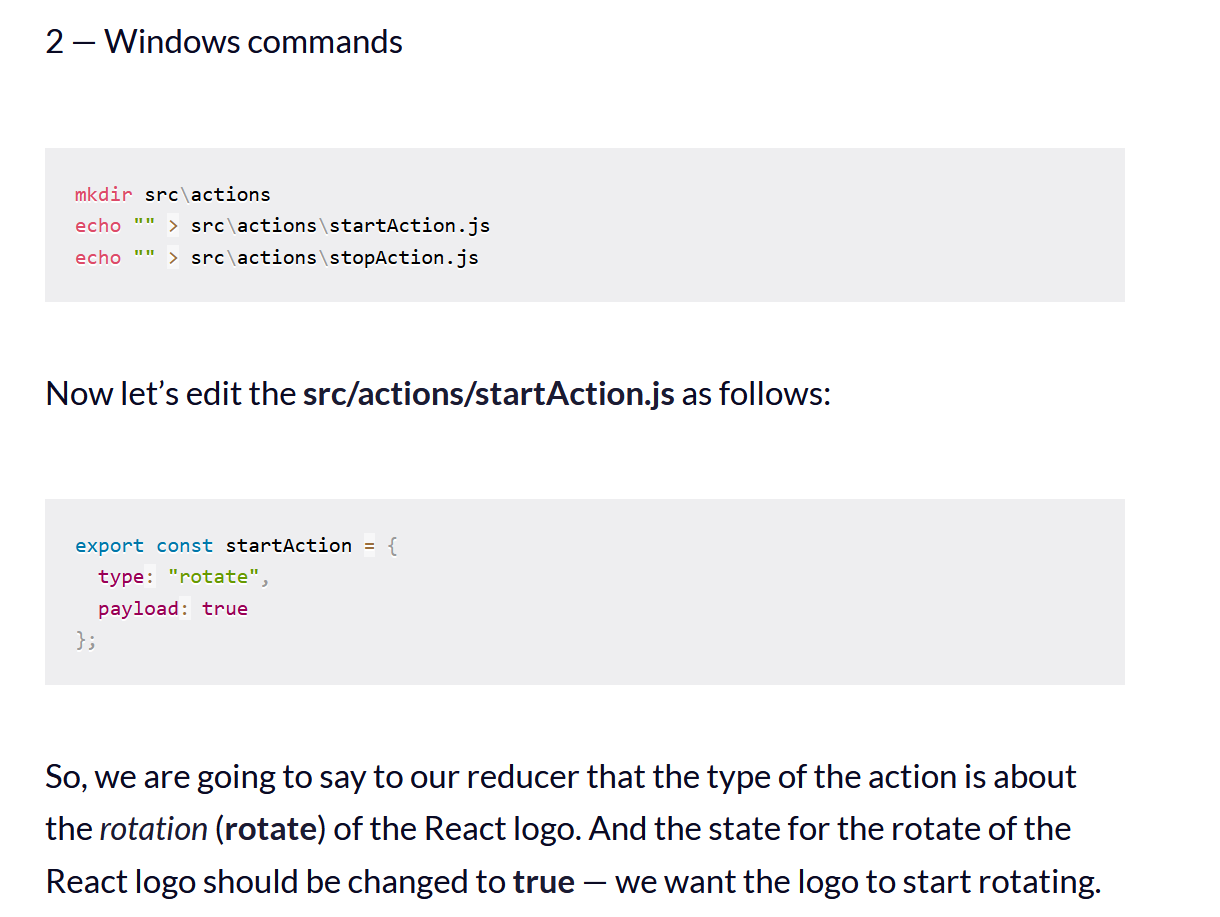 2 — Windows commands
mkdir src\actions
echo "" > src\actions\startAction.js
echo "" > src\actions\stopAction.js
Now let’s edit the src/actions/startAction.js as follows:
export const startAction = {
  type: "rotate",
  payload: true
};
So, we are going to say to our reducer that the type of the action is about
the rotation (rotate) of the React logo. And the state for the rotate of the
React logo should be changed to true — we want the logo to start rotating.